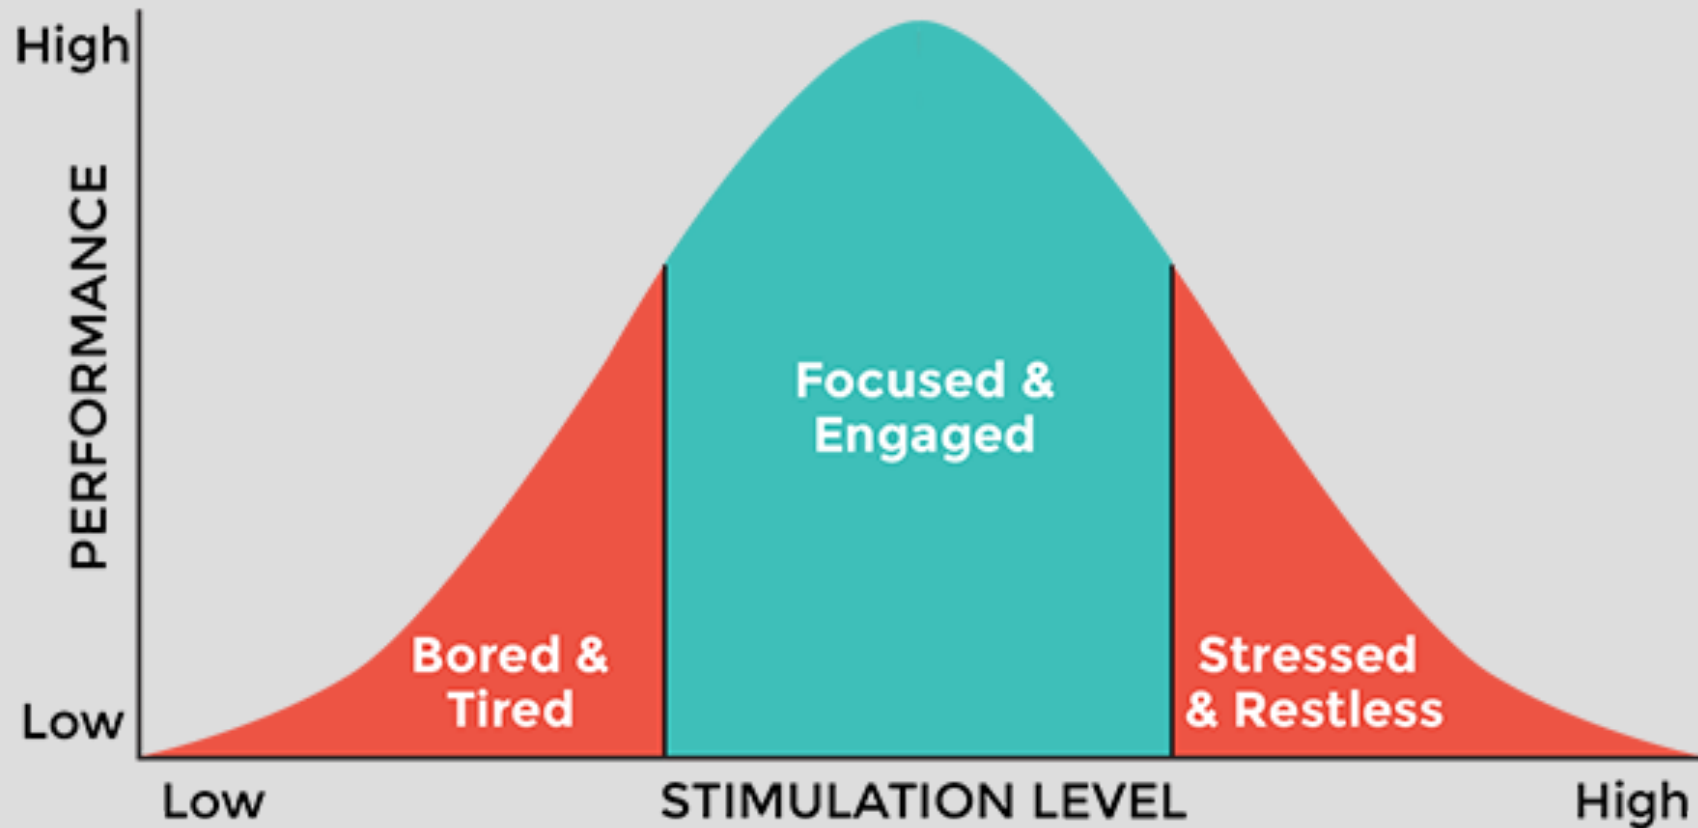 High
PERFORMANCE
Focused &
Engaged
Bored &
Tired
Stressed
& Restless
Low
Low
STIMULATION LEVEL
High